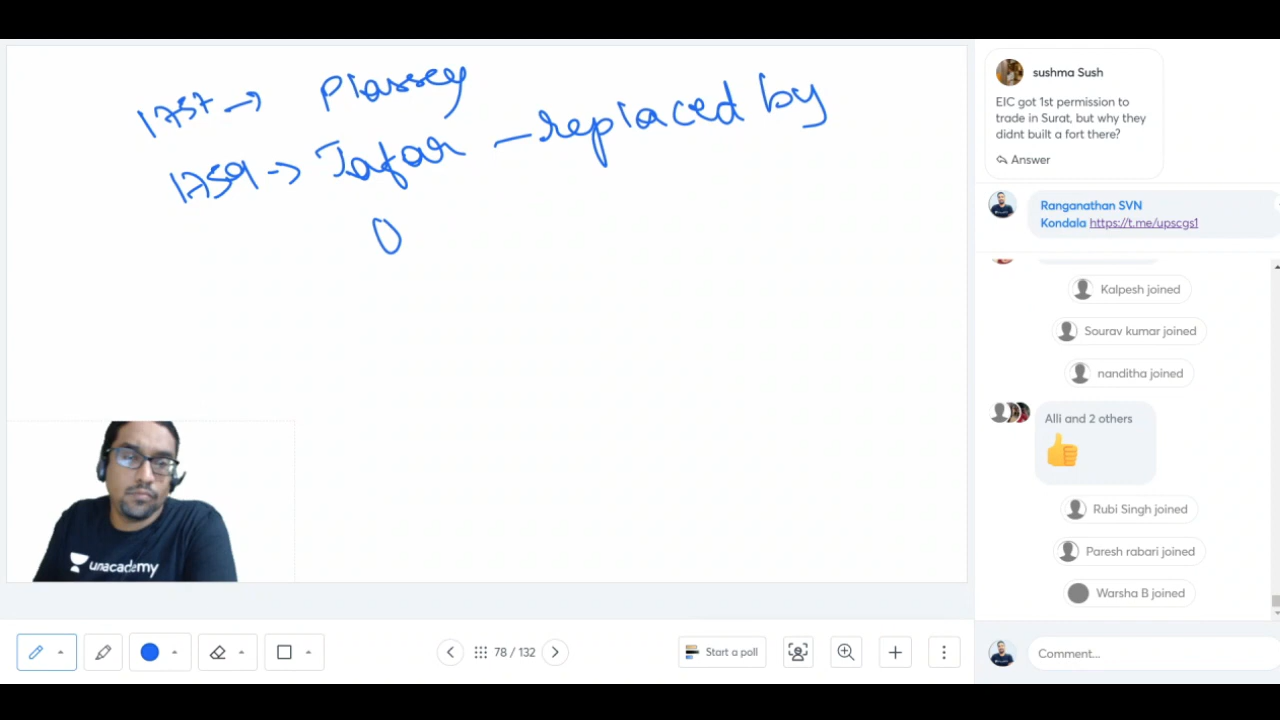 1757 → Plassey
1759 → Jafar – replaced by
unacademy
78 / 132
Start a poll
sushma Sush
EIC got 1st permission to
trade in Surat, but why they
didnt built a fort there?
Answer
Ranganathan SVN
Kondala https://t.me/upscgs1
Kalpesh joined
Sourav kumar joined
nanditha joined
Alli and 2 others
Rubi Singh joined
Paresh rabari joined
Warsha B joined
Comment...